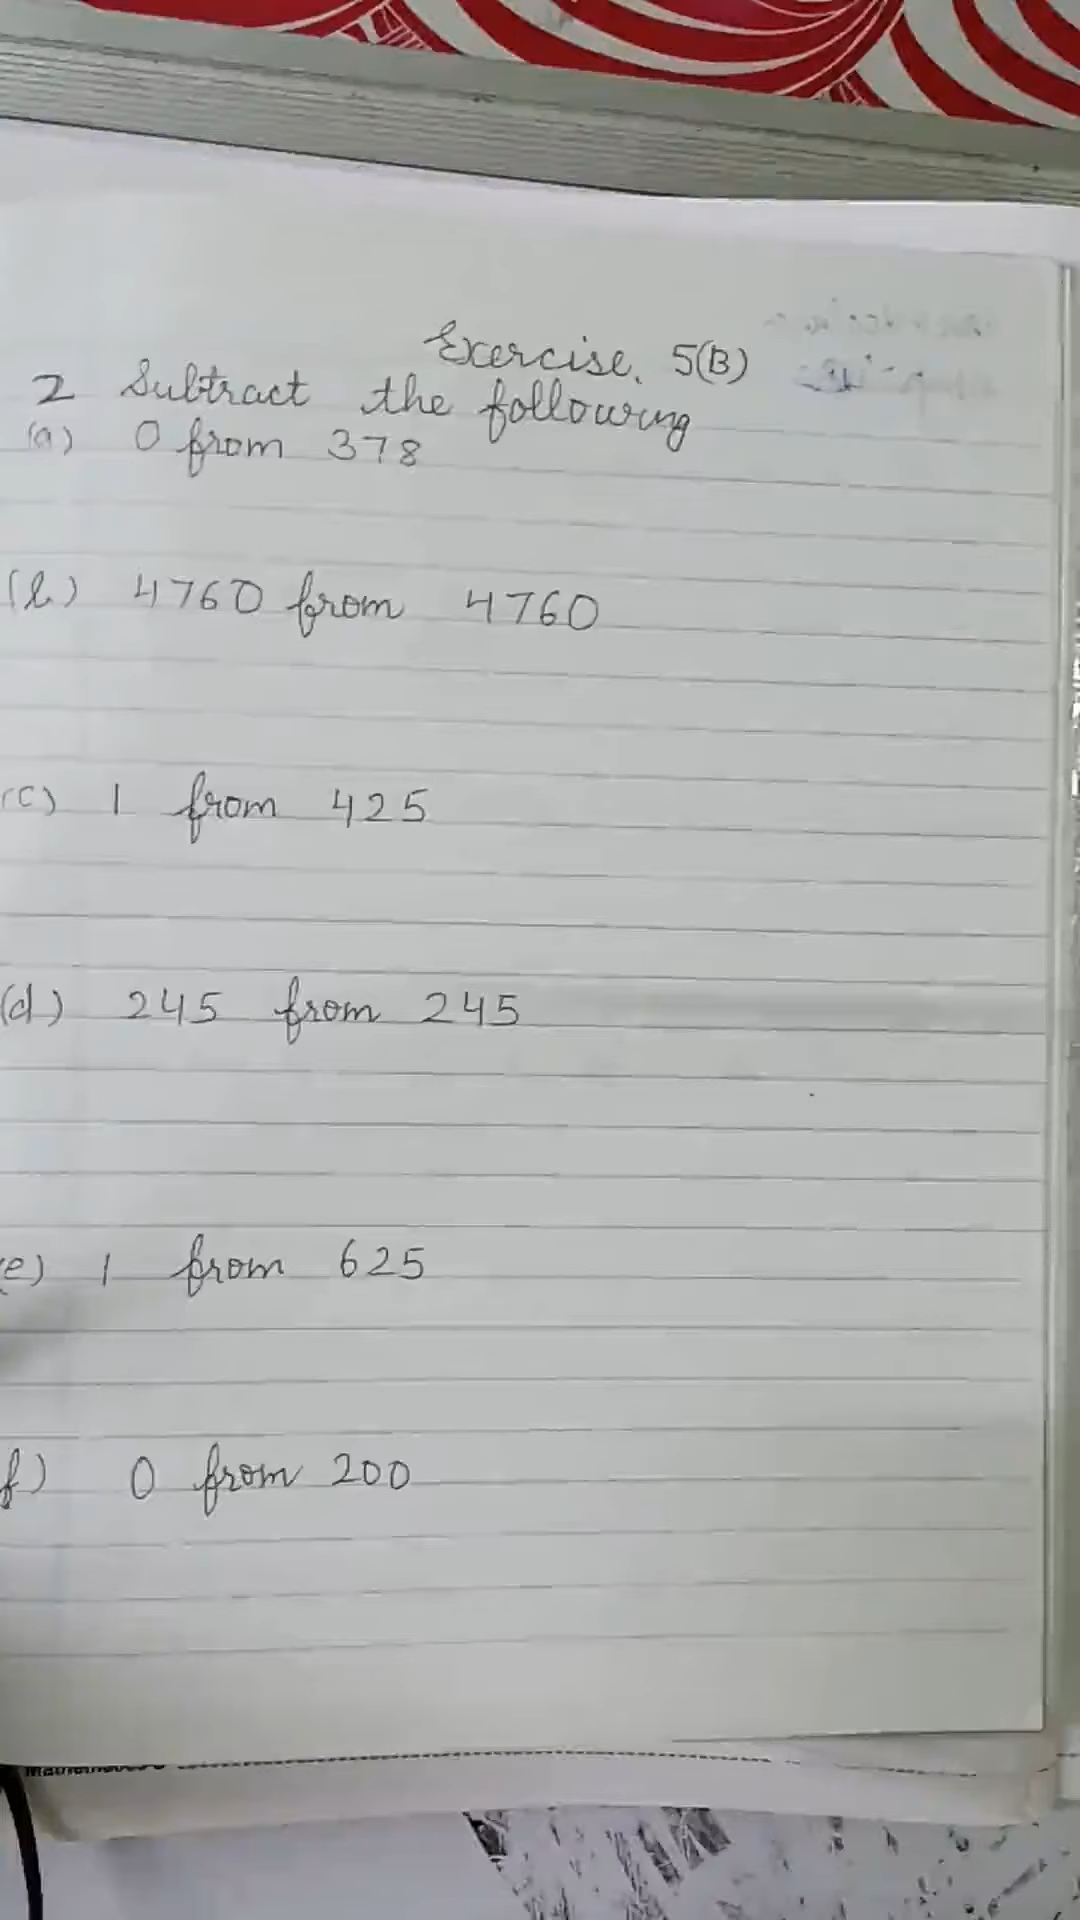 Exercise. 5(B)
2 Subtract the following
(a) 0 from 378
(b) 4760 from 4760
(c) 1 from 425
(d) 245 from 245
(e) 1 from 625
f) 0 from 200